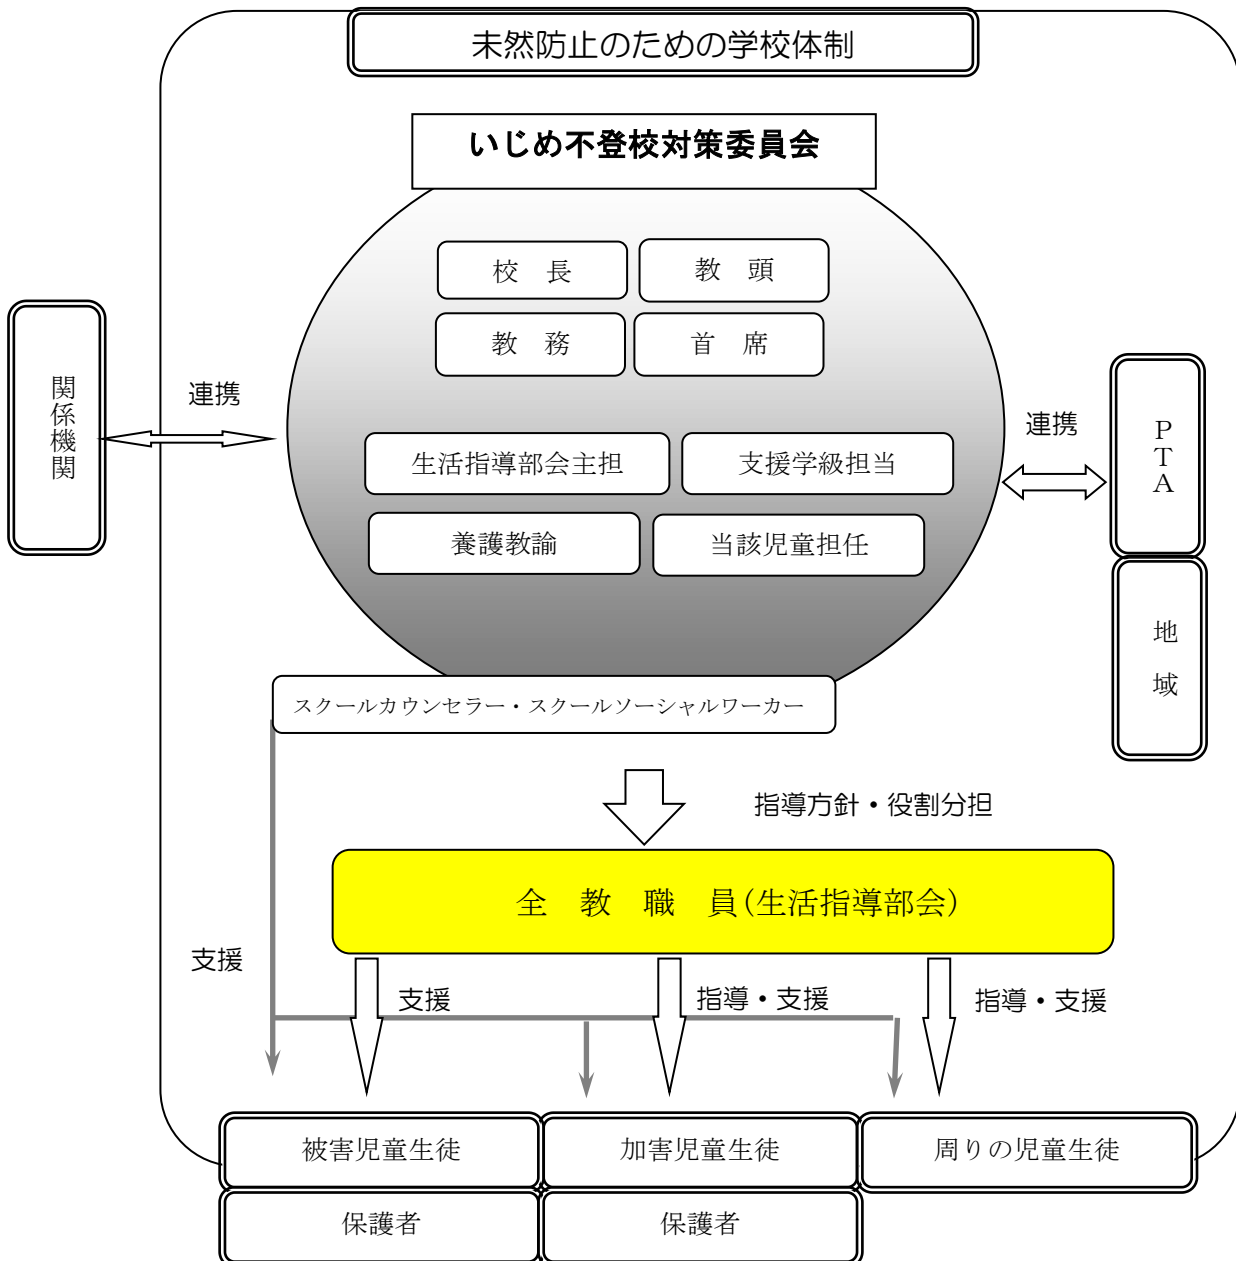 未然防止のための学校体制
いじめ不登校対策委員会
校 長
教 頭
教 務
首 席
関係機関
連携
生活指導部会主担
支援学級担当
養護教諭
当該児童担任
連携
PTA
地域
スクールカウンセラー・スクールソーシャルワーカー
指導方針・役割分担
全 教 職 員(生活指導部会)
支援
支援
指導・支援
指導・支援
被害児童生徒
加害児童生徒
周りの児童生徒
保護者
保護者